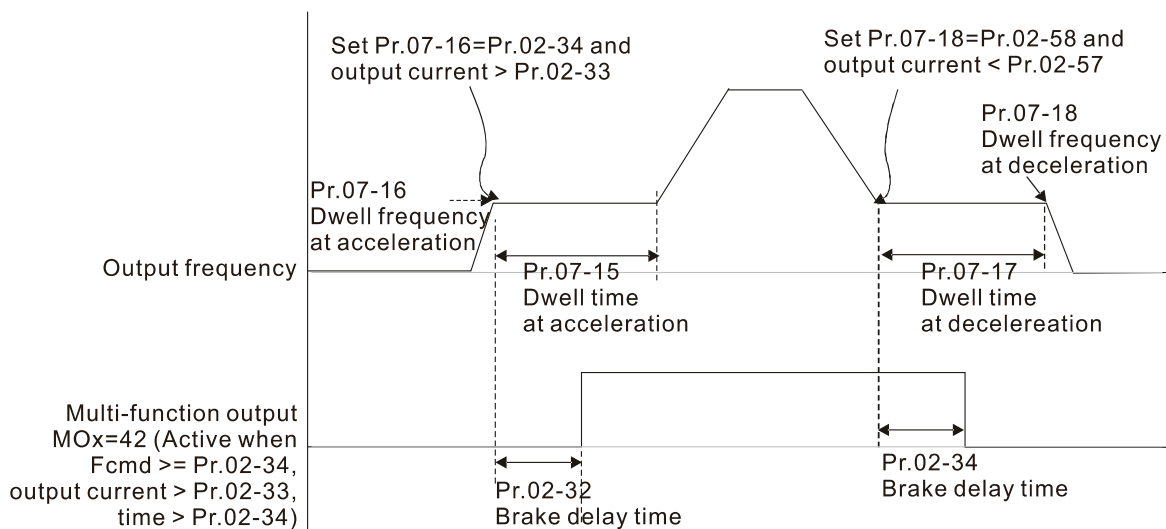 Set Pr.07-16=Pr.02-34 and
output current > Pr.02-33
Set Pr.07-18=Pr.02-58 and
output current < Pr.02-57
Pr.07-18
Dwell frequency
at deceleration
Pr.07-16
Dwell frequency
at acceleration
Output frequency
Pr.07-15
Dwell time
at acceleration
Pr.07-17
Dwell time
at decelereation
Multi-function output
MOx=42 (Active when
Fcmd >= Pr.02-34,
output current > Pr.02-33,
time > Pr.02-34)
Pr.02-32
Brake delay time
Pr.02-34
Brake delay time